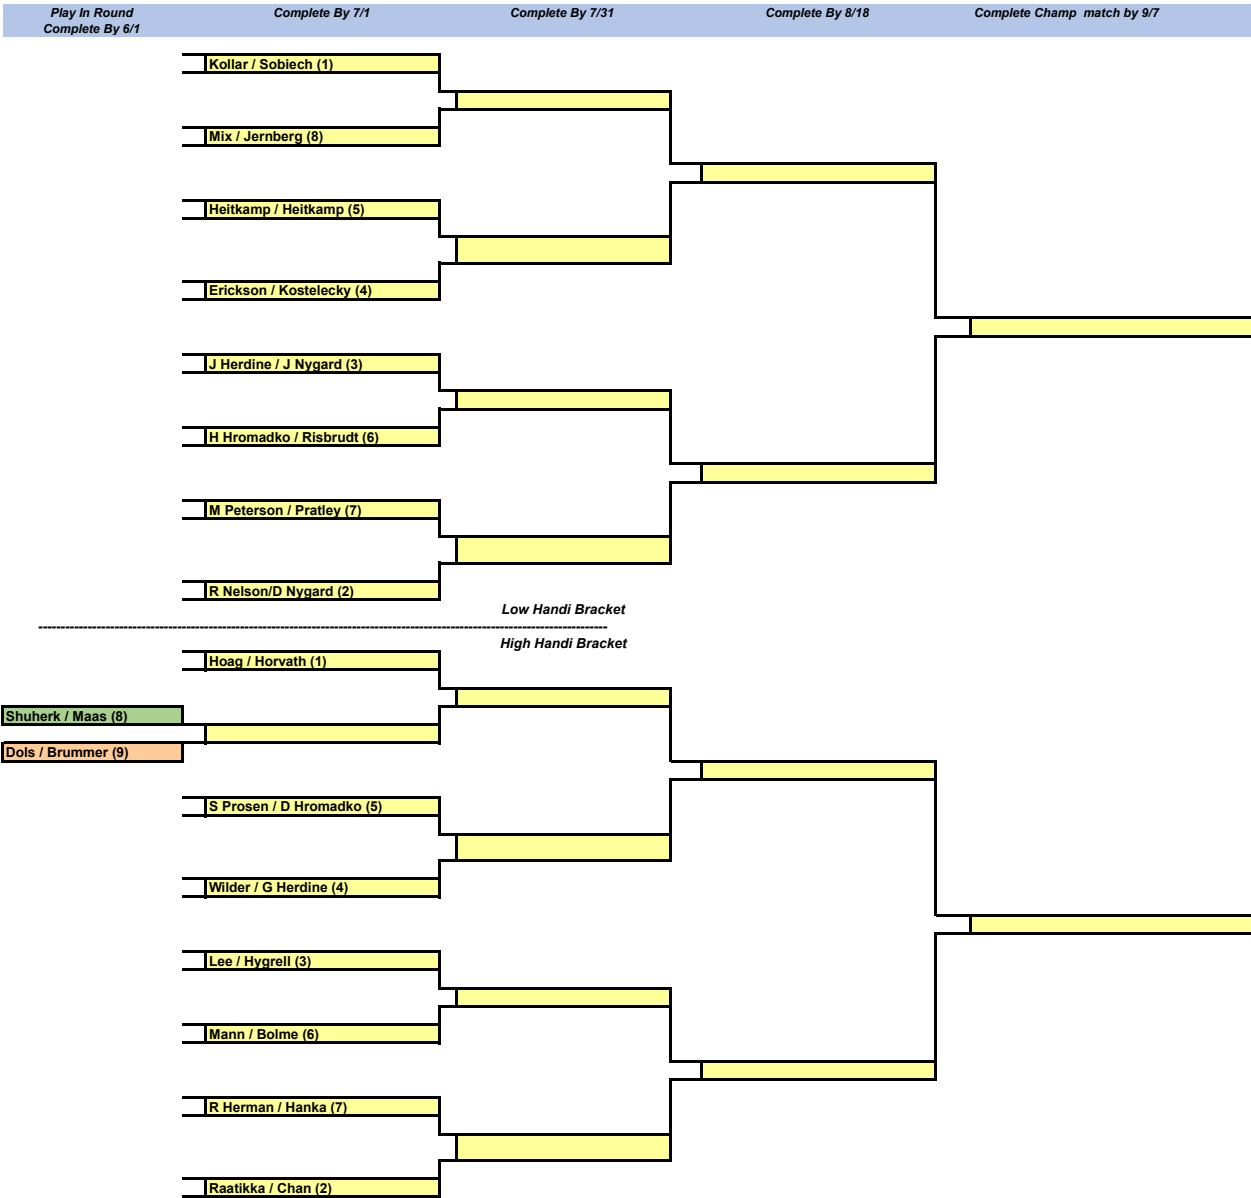 Play In Round
Complete By 6/1
Complete By 7/1
Complete By 7/31
Complete By 8/18
Complete Champ match by 9/7
Kollar / Sobiech (1)
Mix / Jernberg (8)
Heitkamp / Heitkamp (5)
Erickson / Kostelecky (4)
J Herdine / J Nygard (3)
H Hromadko / Risbrudt (6)
M Peterson / Pratley (7)
R Nelson/D Nygard (2)
Low Handi Bracket
High Handi Bracket
Hoag / Horvath (1)
Shuherk / Maas (8)
Dols / Brummer (9)
S Prosen / D Hromadko (5)
Wilder / G Herdine (4)
Lee / Hygrell (3)
Mann / Bolme (6)
R Herman / Hanka (7)
Raatikka / Chan (2)